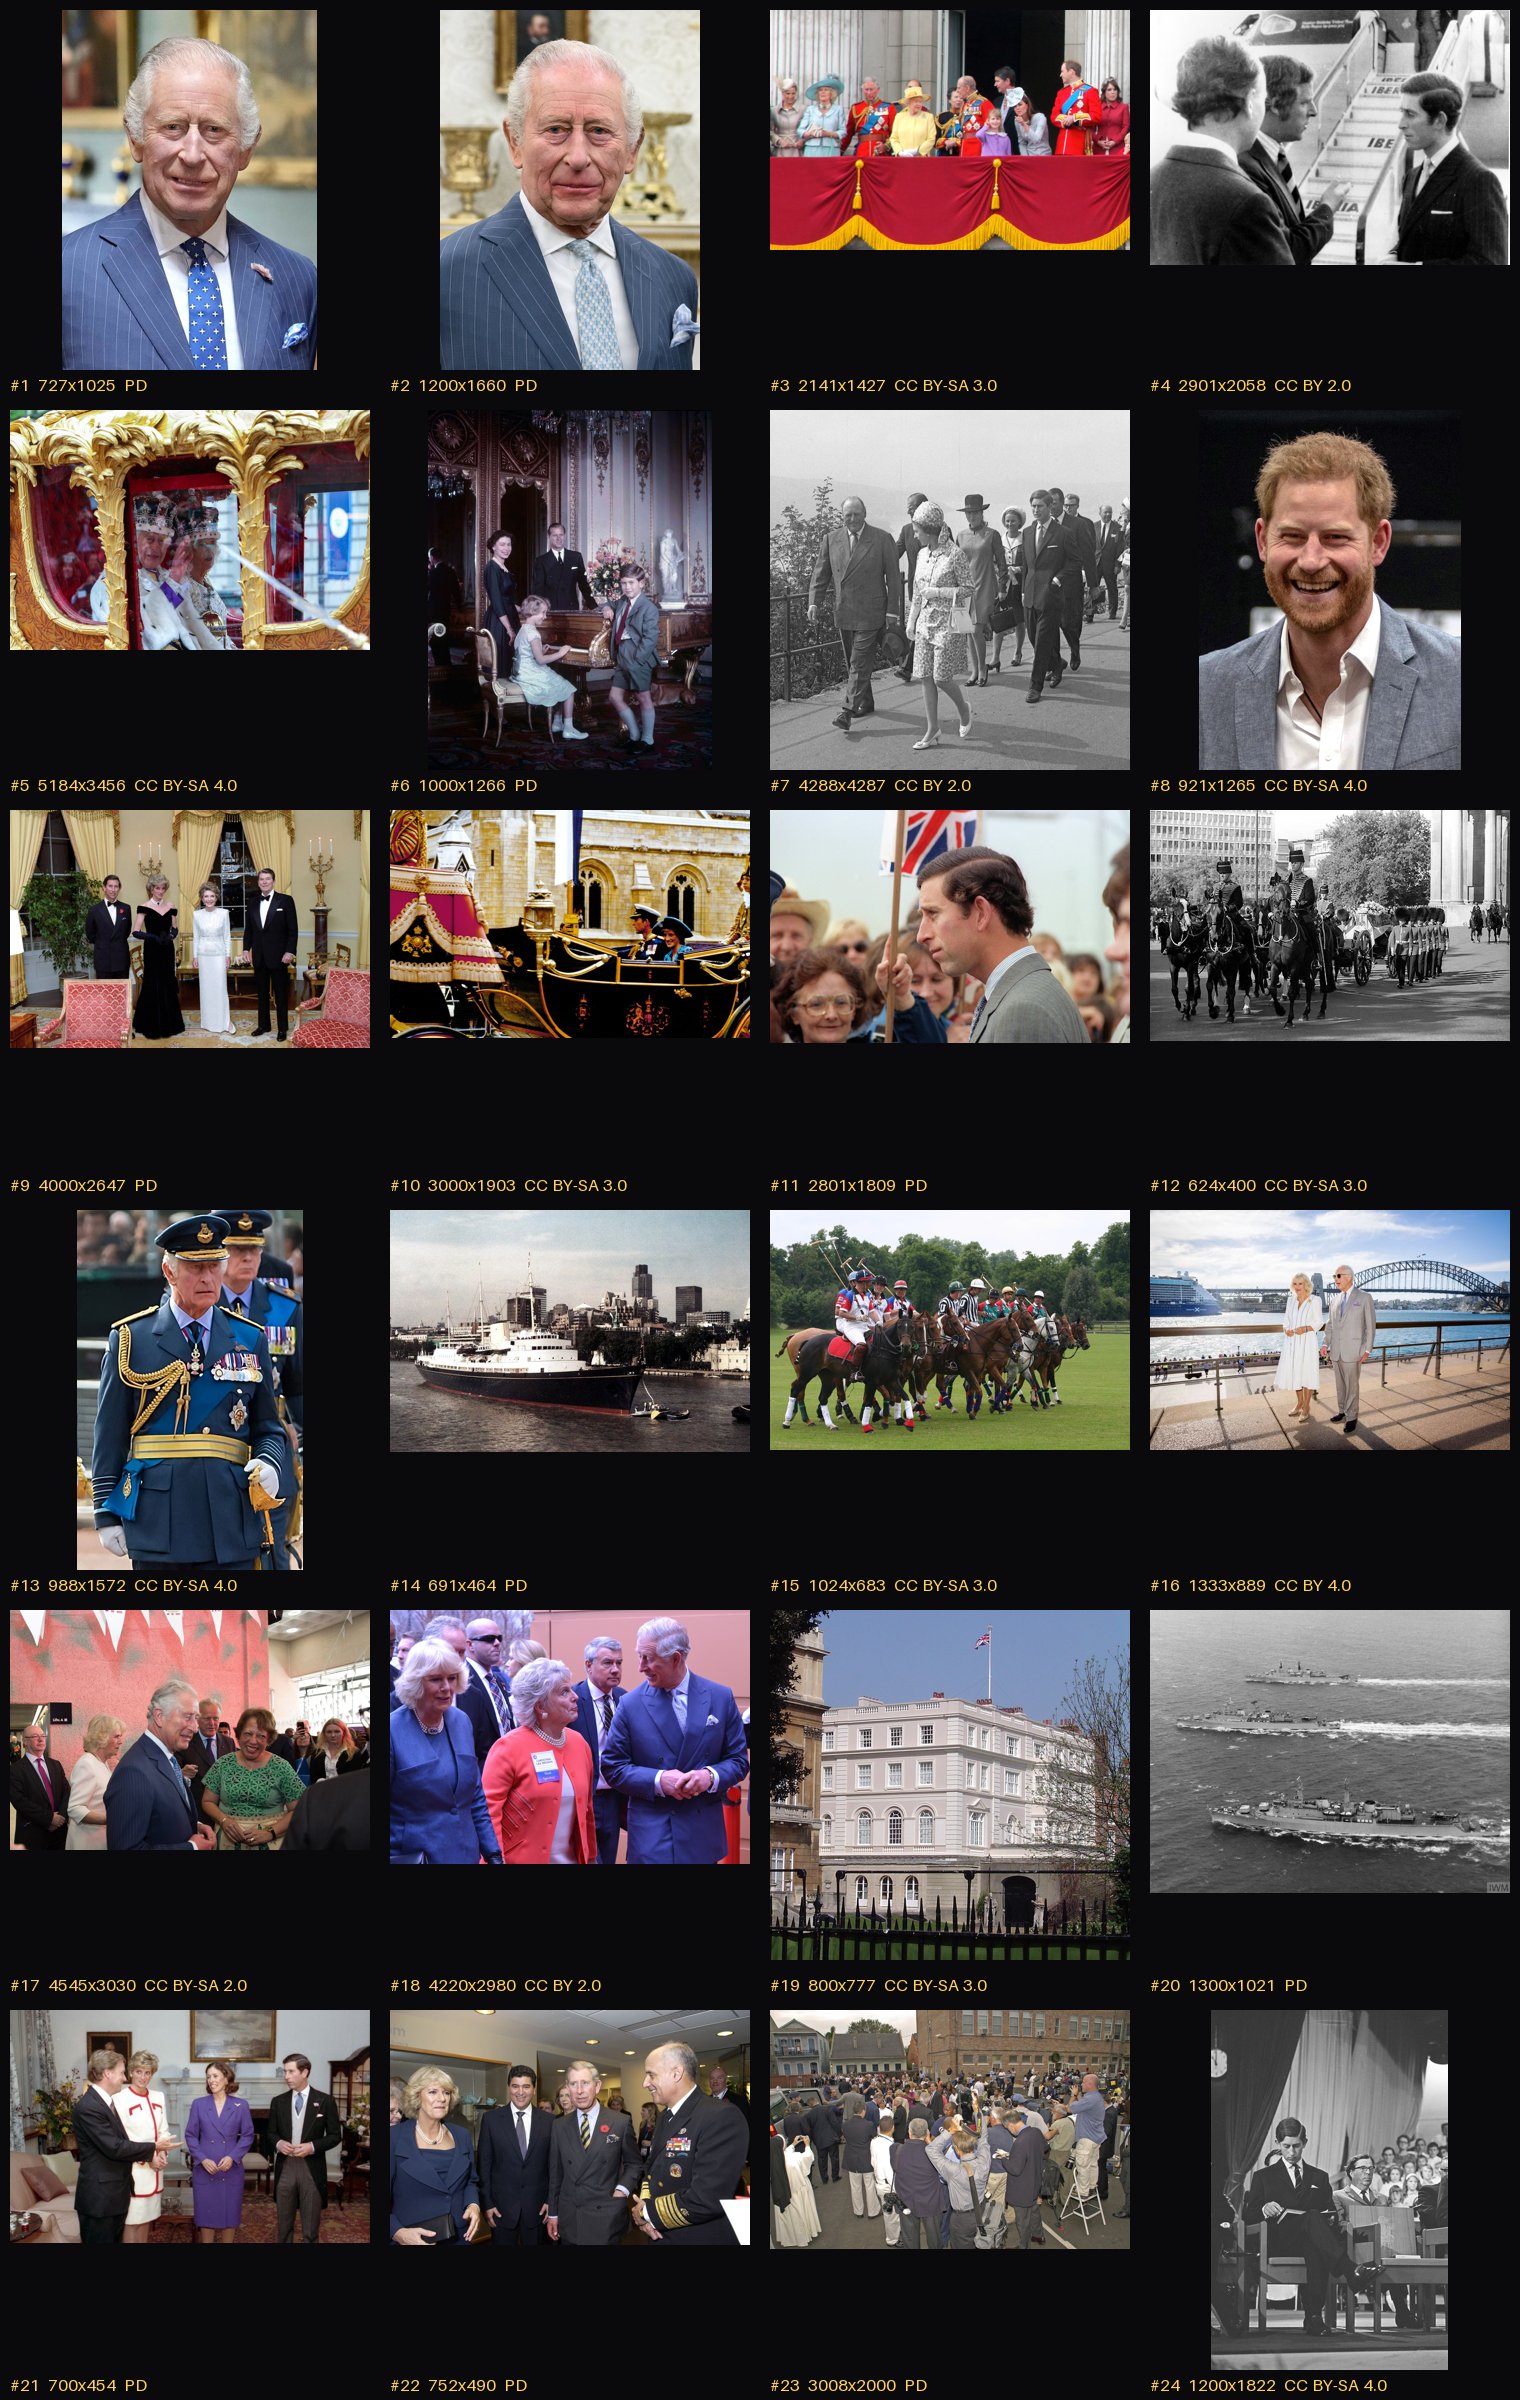 IBERIA
IBE
IBERIA
#1 727x1025 PD
#2 1200x1660 PD
#3 2141x1427 CC BY-SA 3.0
#4 2901x2058 CC BY 2.0
#5 5184x3456 CC BY-SA 4.0
#6 1000x1266 PD
#7 4288x4287 CC BY 2.0
#8 921x1265 CC BY-SA 4.0
#9 4000x2647 PD
#10 3000x1903 CC BY-SA 3.0
#11 2801x1809 PD
#12 624x400 CC BY-SA 3.0
#13 988x1572 CC BY-SA 4.0
#14 691x464 PD
#15 1024x683 CC BY-SA 3.0
#16 1333x889 CC BY 4.0
IWM
#17 4545x3030 CC BY-SA 2.0
#18 4220x2980 CC BY 2.0
#19 800x777 CC BY-SA 3.0
#20 1300x1021 PD
#21 700x454 PD
#22 752x490 PD
#23 3008x2000 PD
#24 1200x1822 CC BY-SA 4.0